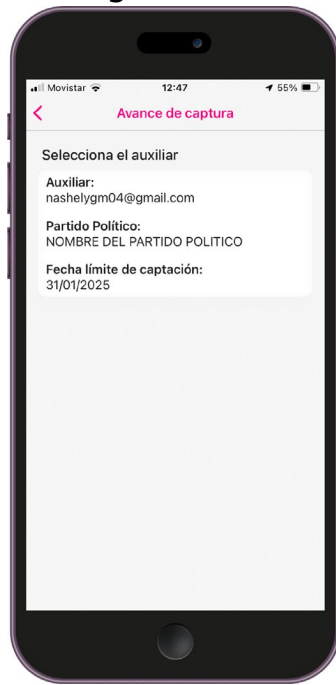 Movistar 12:47 55%
Avance de captura
Selecciona el auxiliar
Auxiliar:
nashelygm04@gmail.com
Partido Político:
NOMBRE DEL PARTIDO POLITICO
Fecha límite de captación:
31/01/2025